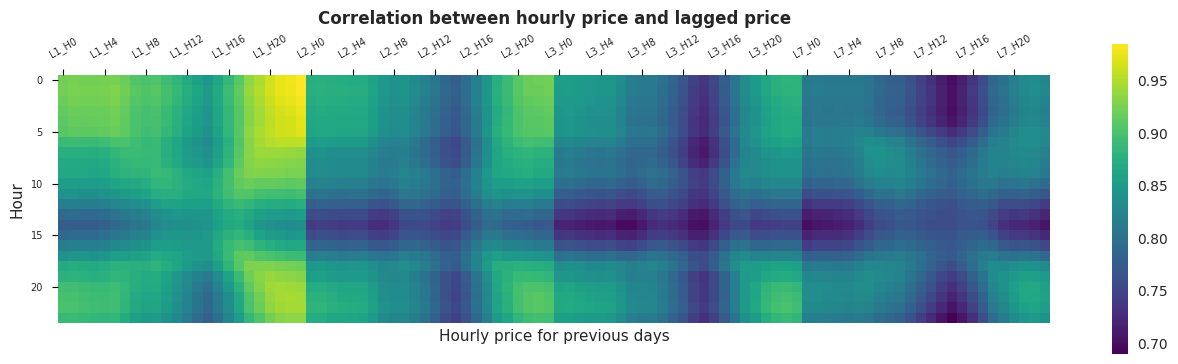 Correlation between hourly price and lagged price
L1_H0 L1_H4 L1_H8 L1_H12 L1_H16 L1_H20 L2_H0 L2_H4 L2_H8 L2_H12 L2_H16 L2_H20 L3_H0 L3_H4 L3_H8 L3_H12 L3_H16 L3_H20 L7_H0 L7_H4 L7_H8 L7_H12 L7_H16 L7_H20
0
5
10
15
20
Hour
Hourly price for previous days
0.95
0.90
0.85
0.80
0.75
0.70